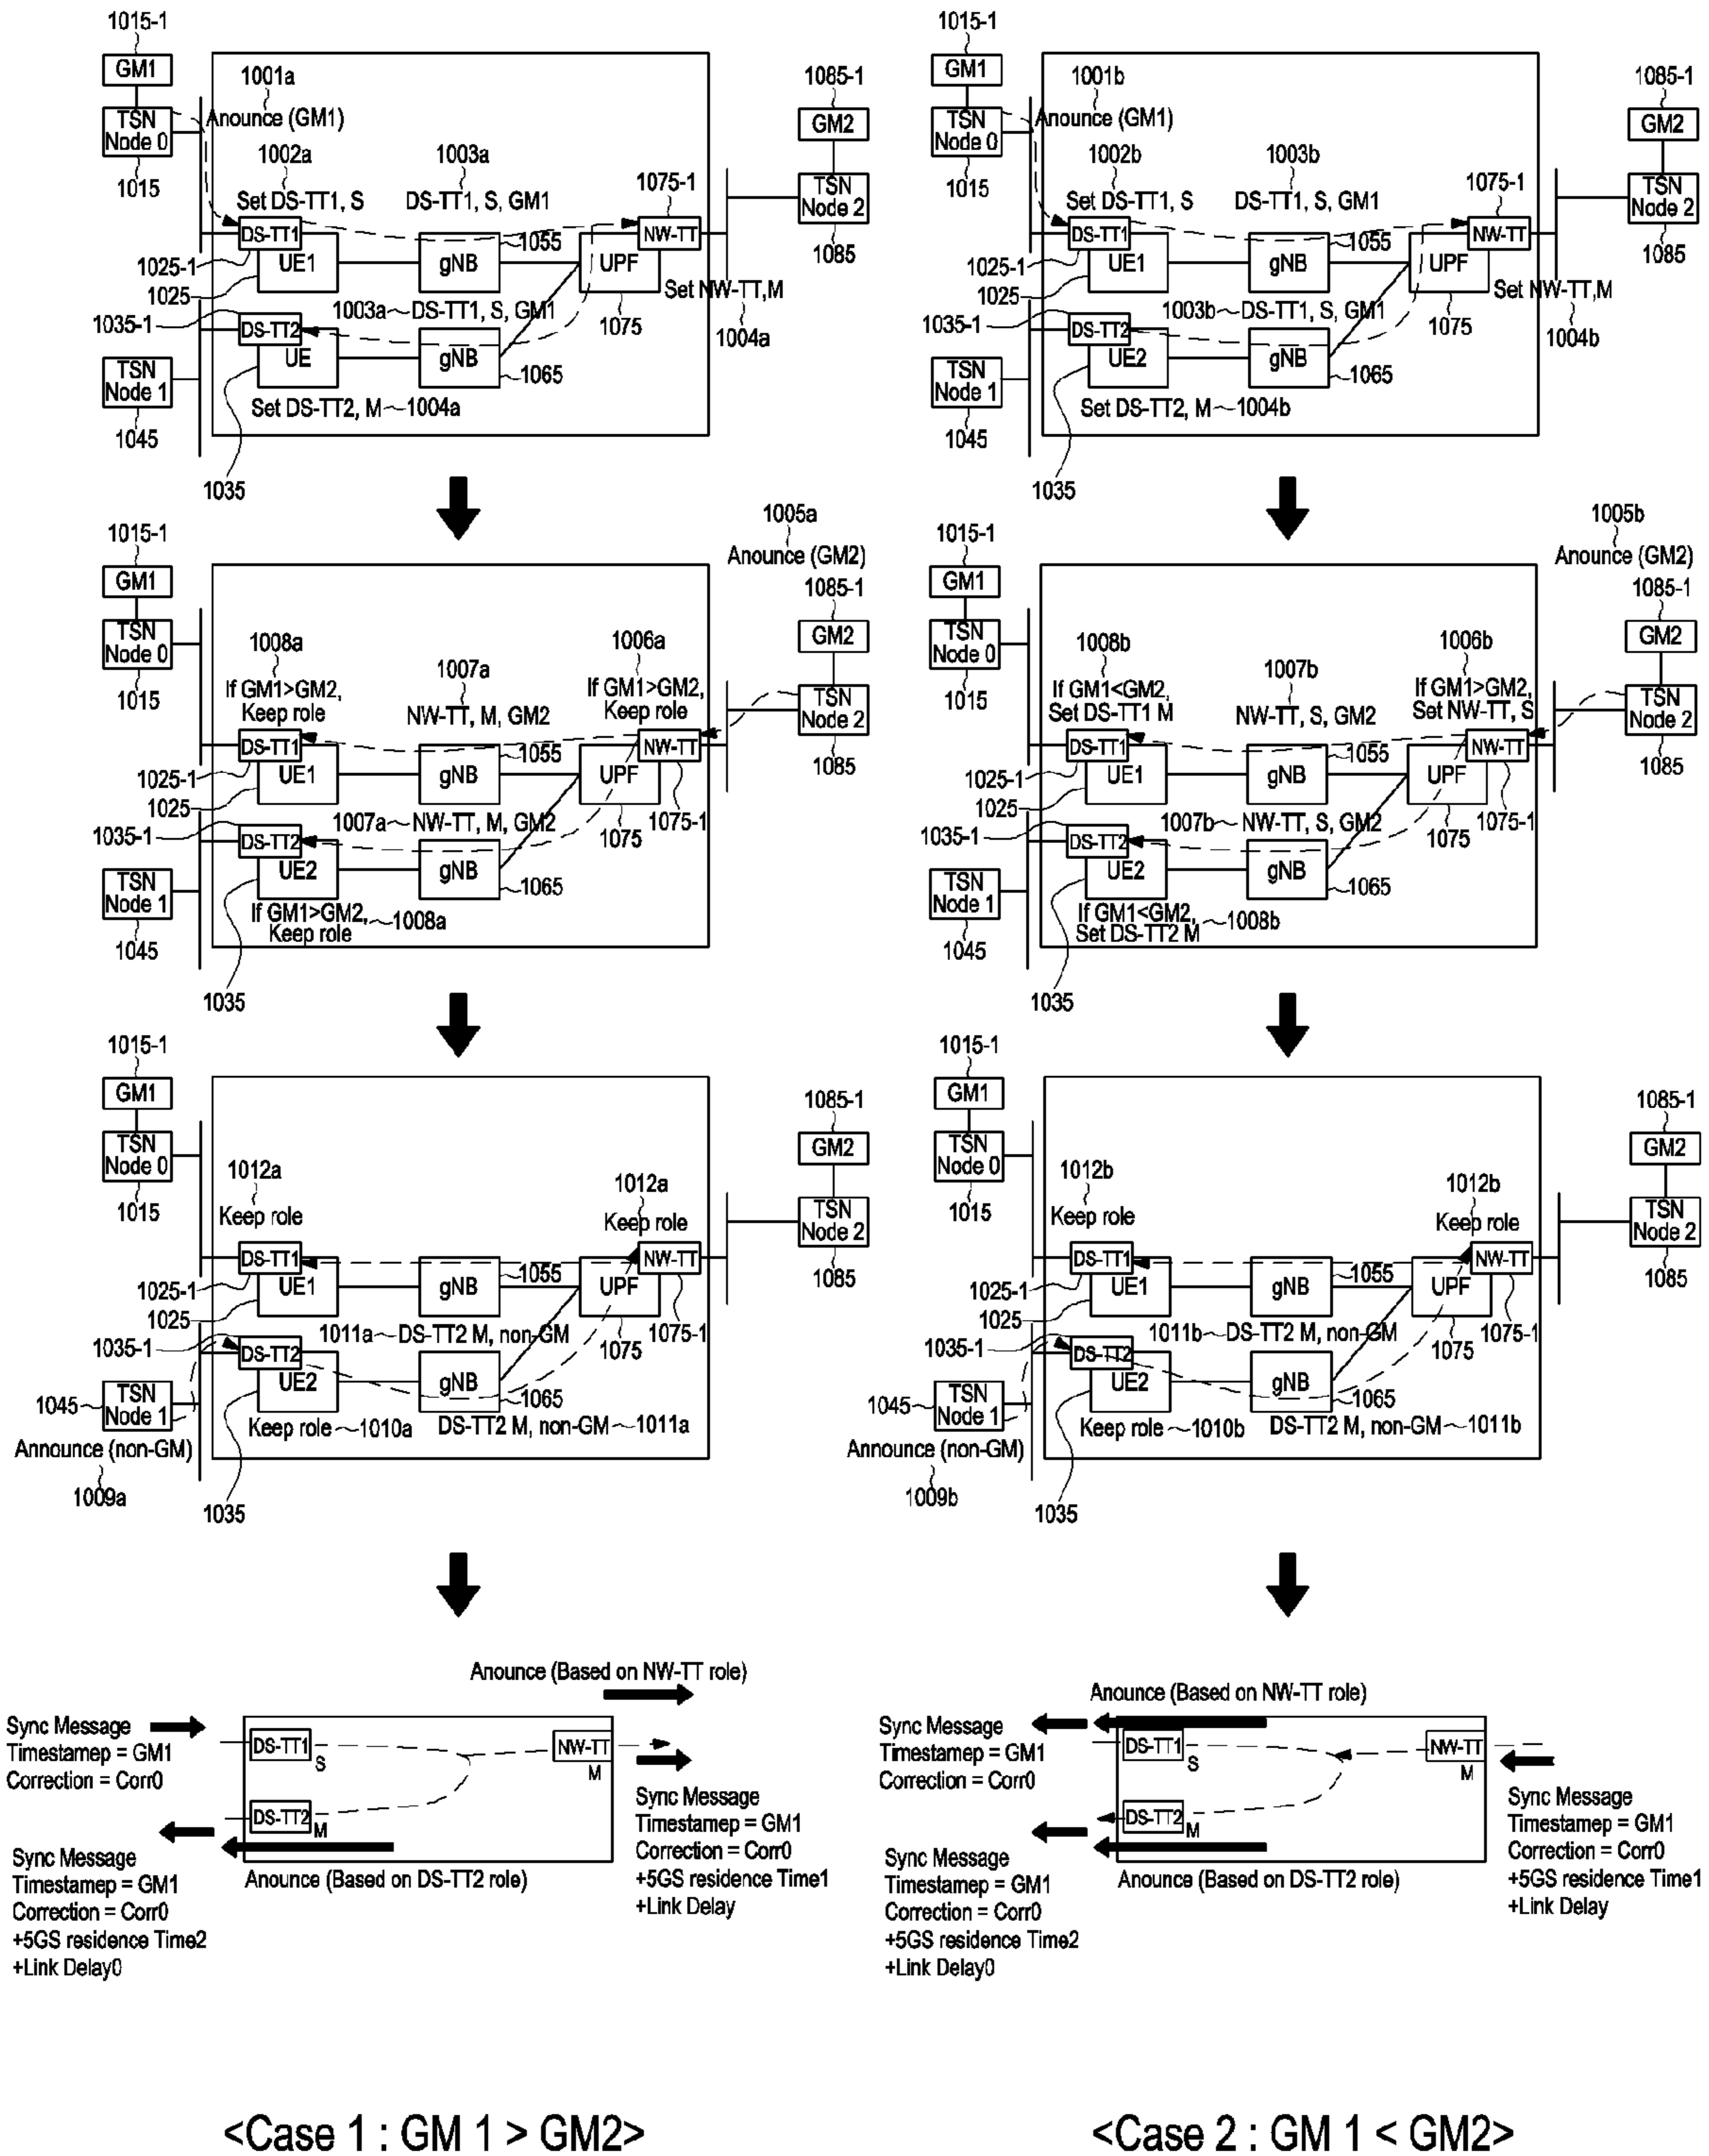 1015-1
GM1
TSN
Node 0
1015
1001a
Anounce (GM1)
1002a
Set DS-TT1, S
1003a
DS-TT1, S, GM1
1085-1
GM2
TSN
Node 2
1085
1075-1
NW-TT
DS-TT1
UE1
1055
gNB
UPF
1025-1
1025
Set NW-TT,M
1003a DS-TT1, S, GM1
1035-1
DS-TT2
UE
gNB
1065
1075
1004a
TSN
Node 1
1045
Set DS-TT2, M 1004a
1035
1015-1
GM1
TSN
Node 0
1015
1001b
Anounce (GM1)
1002b
Set DS-TT1, S
1003b
DS-TT1, S, GM1
1085-1
GM2
TSN
Node 2
1085
1075-1
NW-TT
DS-TT1
UE1
1055
gNB
UPF
1025-1
1025
Set NW-TT,M
1003b DS-TT1, S, GM1
1035-1
DS-TT2
UE2
gNB
1065
1075
1004b
TSN
Node 1
1045
Set DS-TT2, M 1004b
1035
1005a
Anounce (GM2)
1015-1
GM1
TSN
Node 0
1015
1085-1
GM2
TSN
Node 2
1085
1008a
If GM1>GM2,
Keep role
1007a
NW-TT, M, GM2
1006a
If GM1>GM2,
Keep role
DS-TT1
UE1
1055
gNB
NW-TT
UPF
1025-1
1025
1007a NW-TT, M, GM2
1075
1075-1
1035-1
DS-TT2
UE2
gNB
1065
TSN
Node 1
1045
If GM1>GM2,
Keep role
1008a
1035
1005b
Anounce (GM2)
1015-1
GM1
TSN
Node 0
1015
1085-1
GM2
TSN
Node 2
1085
1008b
If GM1<GM2,
Set DS-TT1 M
1007b
NW-TT, S, GM2
1006b
If GM1>GM2,
Set NW-TT, S
DS-TT1
UE1
1055
gNB
NW-TT
UPF
1025-1
1025
1007b NW-TT, S, GM2
1075
1075-1
1035-1
DS-TT2
UE2
gNB
1065
TSN
Node 1
1045
If GM1<GM2,
Set DS-TT2 M
1008b
1035
1015-1
GM1
TSN
Node 0
1015
1085-1
GM2
TSN
Node 2
1085
1012a
Keep role
1012a
Keep role
DS-TT1
UE1
1055
gNB
NW-TT
UPF
1025-1
1025
1011a DS-TT2 M, non-GM
1075
1075-1
1035-1
DS-TT2
UE2
gNB
1065
1045
TSN
Node 1
Keep role 1010a
DS-TT2 M, non-GM 1011a
Announce (non-GM)
1009a
1035
1015-1
GM1
TSN
Node 0
1015
1085-1
GM2
TSN
Node 2
1085
1012b
Keep role
1012b
Keep role
DS-TT1
UE1
1055
gNB
NW-TT
UPF
1025-1
1025
1011b DS-TT2 M, non-GM
1075
1075-1
1035-1
DS-TT2
UE2
gNB
1065
1045
TSN
Node 1
Keep role 1010b
DS-TT2 M, non-GM 1011b
Announce (non-GM)
1009b
1035
Anounce (Based on NW-TT role)
Sync Message
Timestamep = GM1
Correction = Corr0
DS-TT1
S
NW-TT
M
DS-TT2
M
Anounce (Based on DS-TT2 role)
Sync Message
Timestamep = GM1
Correction = Corr0
+5GS residence Time1
+Link Delay
Sync Message
Timestamep = GM1
Correction = Corr0
+5GS residence Time2
+Link Delay0
Anounce (Based on NW-TT role)
Sync Message
Timestamep = GM1
Correction = Corr0
DS-TT1
S
NW-TT
M
DS-TT2
M
Anounce (Based on DS-TT2 role)
Sync Message
Timestamep = GM1
Correction = Corr0
+5GS residence Time1
+Link Delay
Sync Message
Timestamep = GM1
Correction = Corr0
+5GS residence Time2
+Link Delay0
<Case 1 : GM 1 > GM2>
<Case 2 : GM 1 < GM2>